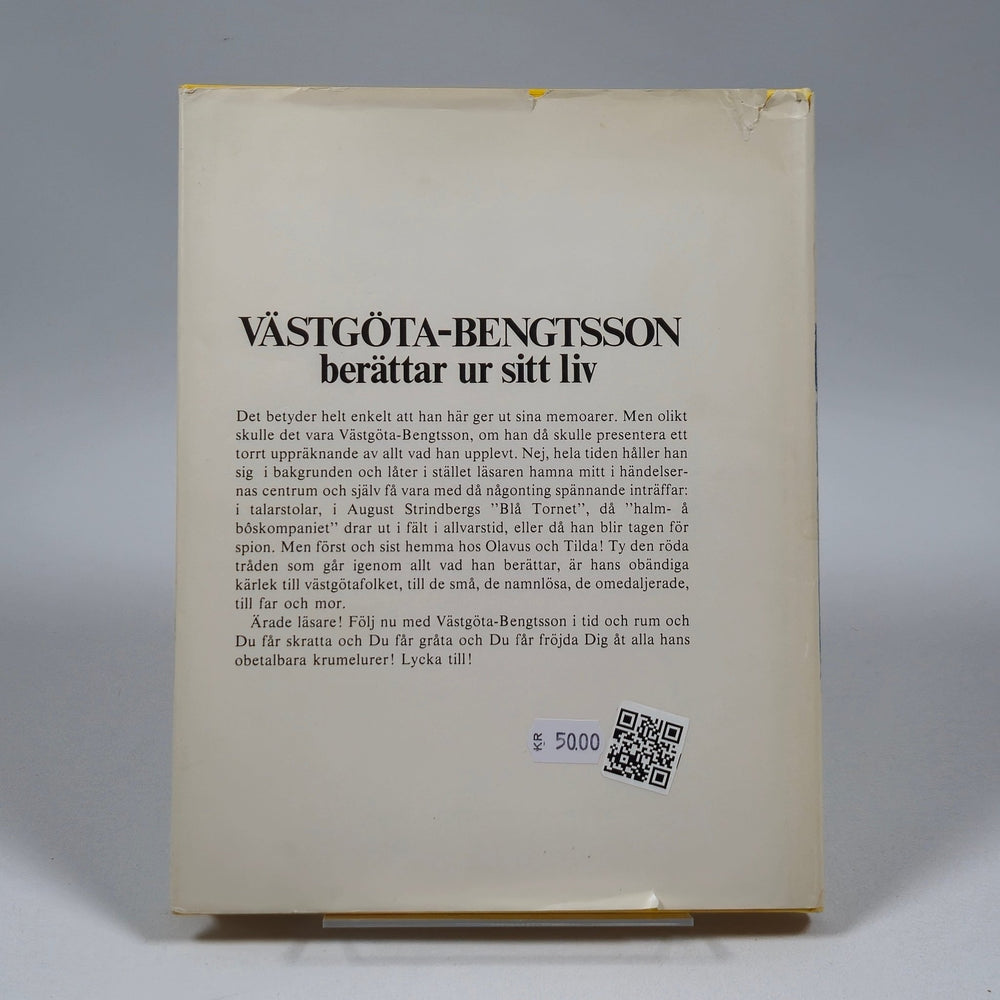 VÄSTGÖTA-BENGTSSON
berättar ur sitt liv
Det betyder helt enkelt att han här ger ut sina memoarer. Men olikt
skulle det vara Västgöta-Bengtsson, om han då skulle presentera ett
torrt uppräknande av allt vad han upplevt. Nej, hela tiden håller han
sig i bakgrunden och låter i stället läsaren hamna mitt i händelser-
nas centrum och själv få vara med då någonting spännande inträffar:
i talarstolar, i August Strindbergs ”Blå Tornet”, då ”halm- å
bôskompaniet” drar ut i fält i allvarstid, eller då han blir tagen för
spion. Men först och sist hemma hos Olavus och Tilda! Ty den röda
tråden som går igenom allt vad han berättar, är hans obändiga
kärlek till västgötafolket, till de små, de namnlösa, de omedaljerade,
till far och mor.
Ärade läsare! Följ nu med Västgöta-Bengtsson i tid och rum och
Du får skratta och Du får gråta och Du får fröjda Dig åt alla hans
obetalbara krumelurer! Lycka till!
KR 50.00